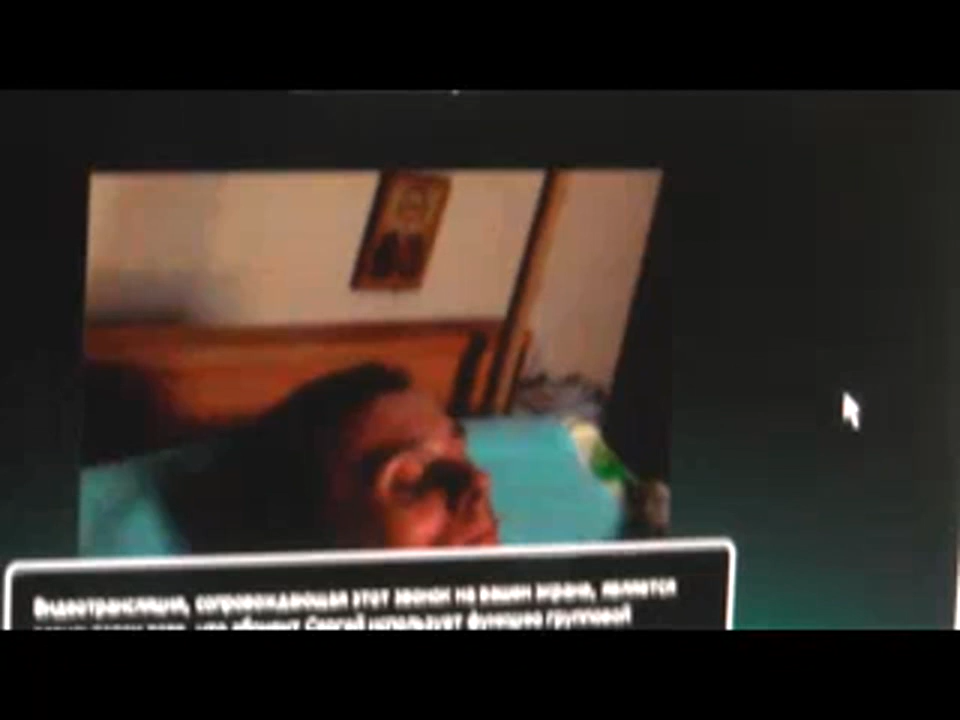 Видеотрансляция, сопровождающая этот звонок на вашем экране, является
что абонент Сергей использует функцию групповой